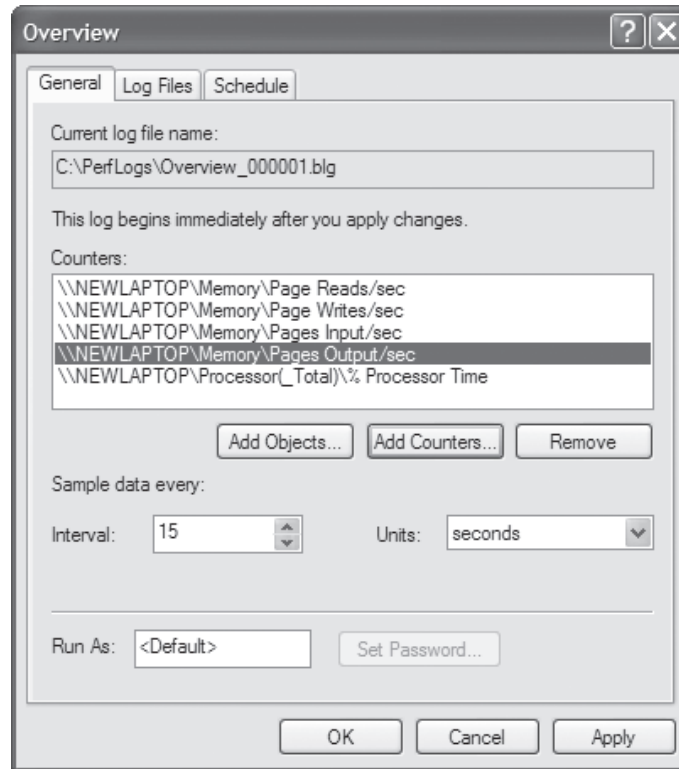 Overview
General
Log Files
Schedule
Current log file name:
C:\PerfLogs\Overview_000001.blg
This log begins immediately after you apply changes.
Counters:
\\NEWLAPTOP\Memory\Page Reads/sec
\\NEWLAPTOP\Memory\Page Writes/sec
\\NEWLAPTOP\Memory\Pages Input/sec
\\NEWLAPTOP\Memory\Pages Output/sec
\\NEWLAPTOP\Processor(_Total)\% Processor Time
Add Objects...
Add Counters...
Remove
Sample data every:
Interval:
15
Units:
seconds
Run As:
<Default>
Set Password...
OK
Cancel
Apply